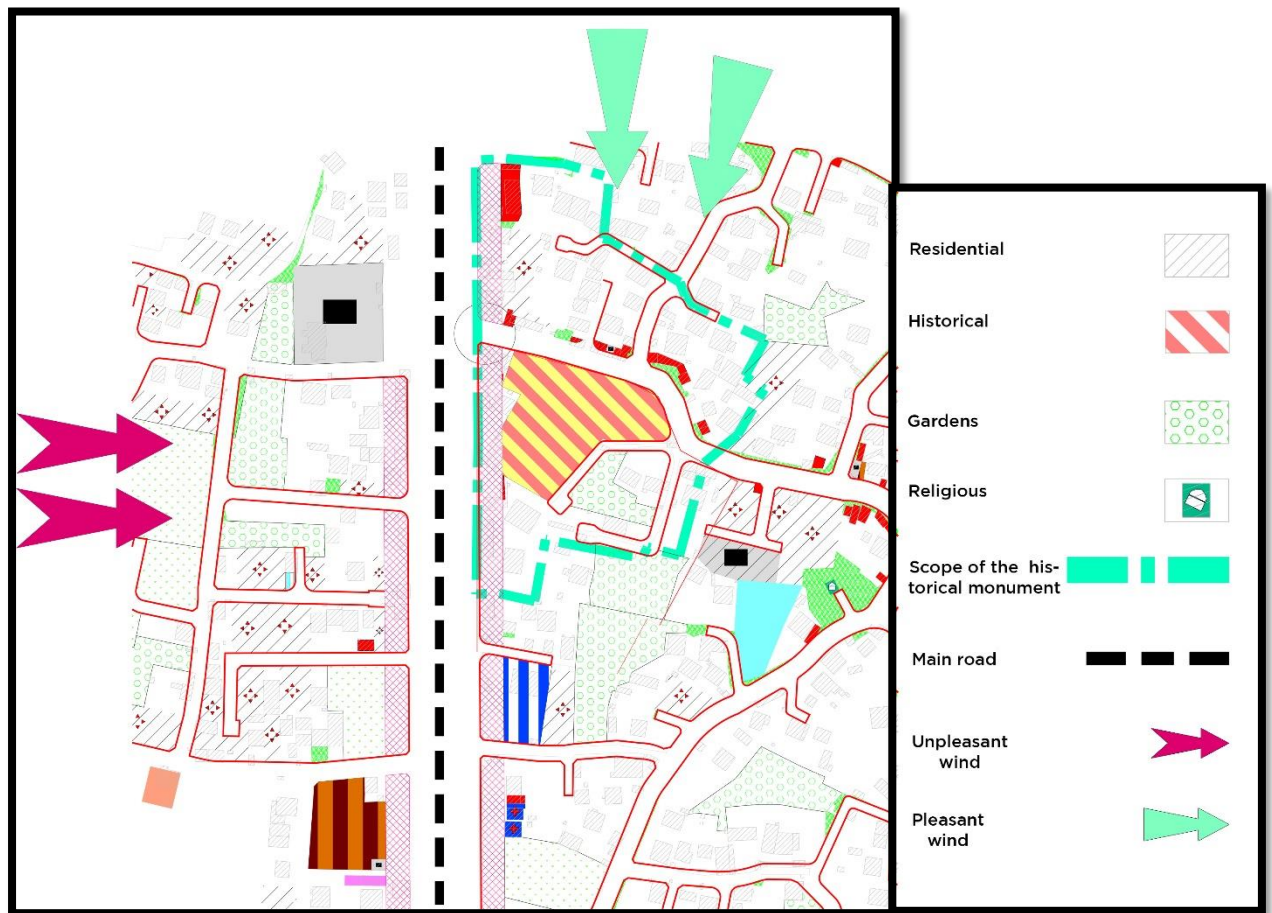 Residential
Historical
Gardens
Religious
Scope of the his-
torical monument
Main road
Unpleasant
wind
Pleasant
wind